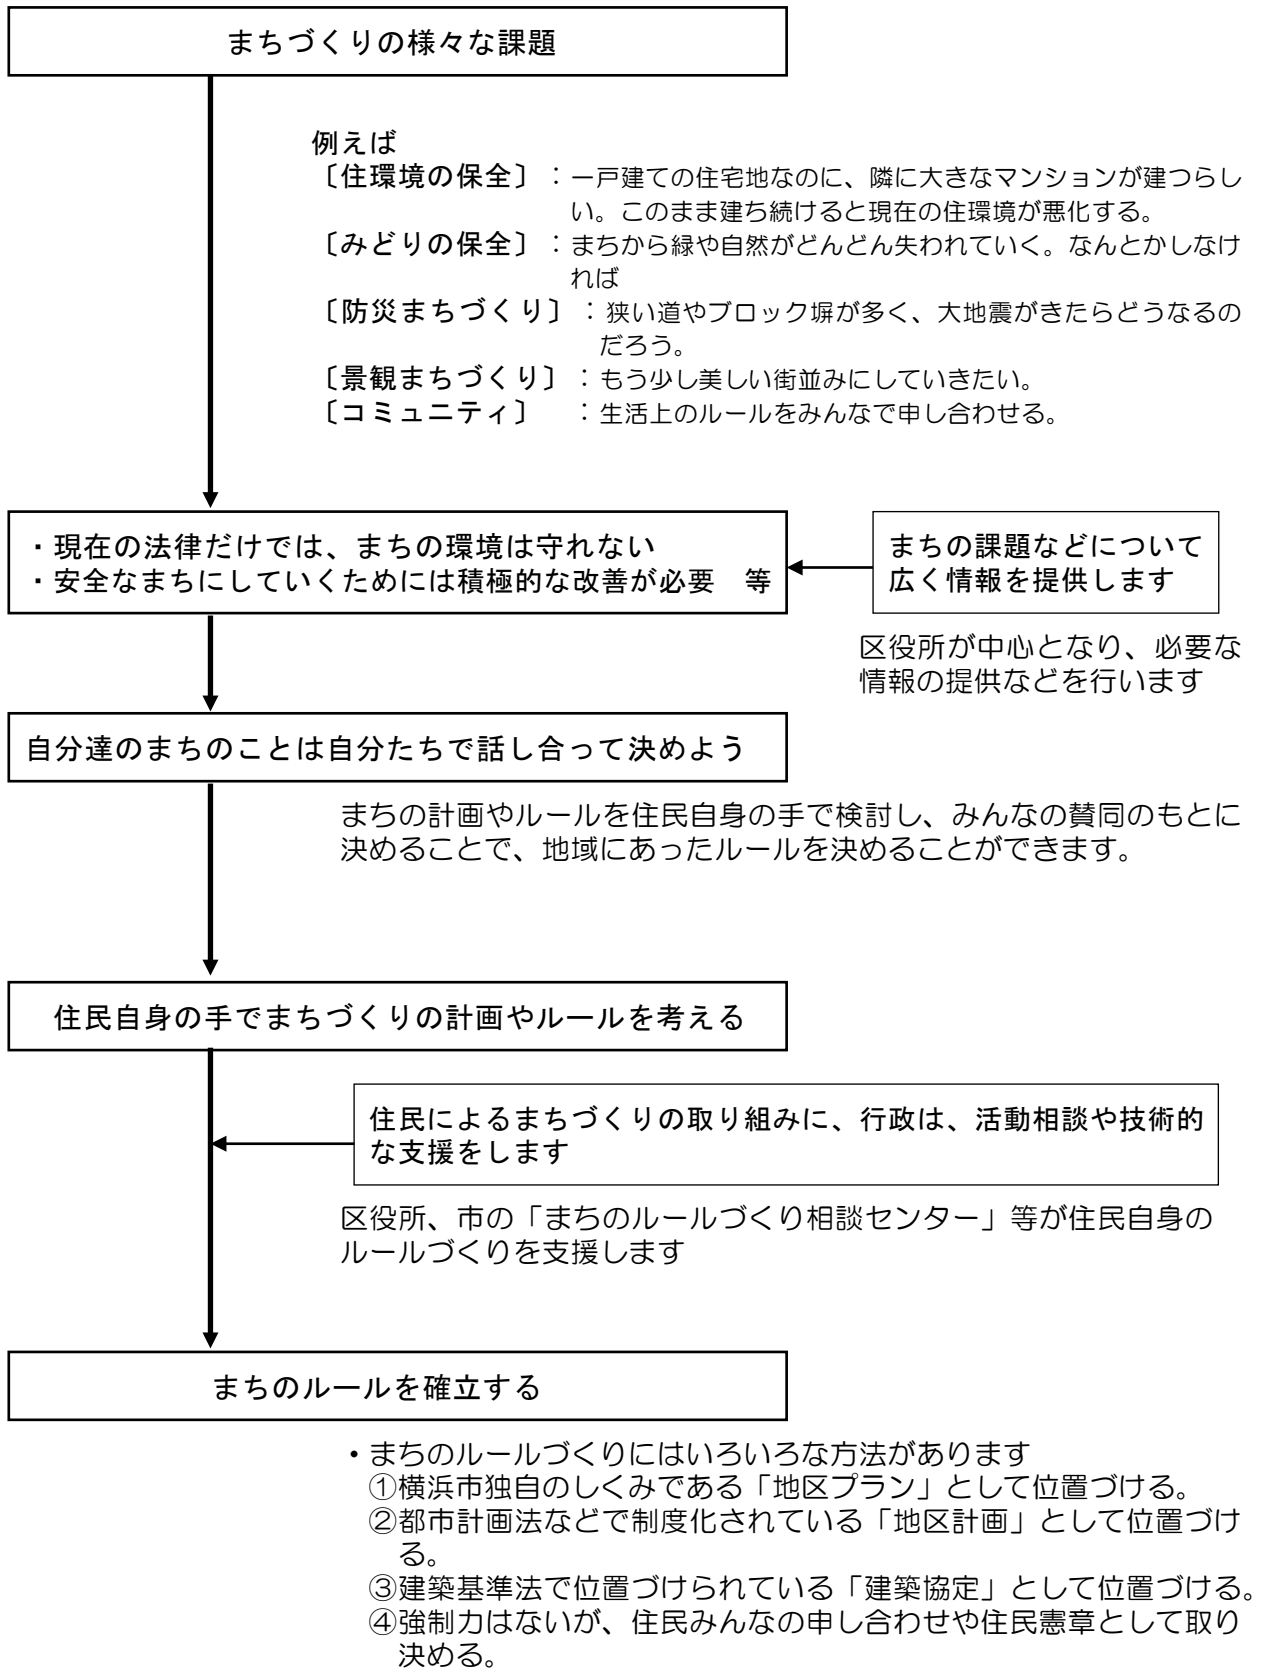 まちづくりの様々な課題
例えば
〔住環境の保全〕：一戸建ての住宅地なのに、隣に大きなマンションが建つらし
い。このまま建ち続けると現在の住環境が悪化する。
〔みどりの保全〕：まちから緑や自然がどんどん失われていく。なんとかしなけ
れば
〔防災まちづくり〕：狭い道やブロック塀が多く、大地震がきたらどうなるの
だろう。
〔景観まちづくり〕：もう少し美しい街並みにしていきたい。
〔コミュニティ〕　：生活上のルールをみんなで申し合わせる。
・現在の法律だけでは、まちの環境は守れない
・安全なまちにしていくためには積極的な改善が必要　等
まちの課題などについて
広く情報を提供します
区役所が中心となり、必要な
情報の提供などを行います
自分達のまちのことは自分たちで話し合って決めよう
まちの計画やルールを住民自身の手で検討し、みんなの賛同のもとに
決めることで、地域にあったルールを決めることができます。
住民自身の手でまちづくりの計画やルールを考える
住民によるまちづくりの取り組みに、行政は、活動相談や技術的
な支援をします
区役所、市の「まちのルールづくり相談センター」等が住民自身の
ルールづくりを支援します
まちのルールを確立する
・まちのルールづくりにはいろいろな方法があります
①横浜市独自のしくみである「地区プラン」として位置づける。
②都市計画法などで制度化されている「地区計画」として位置づけ
る。
③建築基準法で位置づけられている「建築協定」として位置づける。
④強制力はないが、住民みんなの申し合わせや住民憲章として取り
決める。